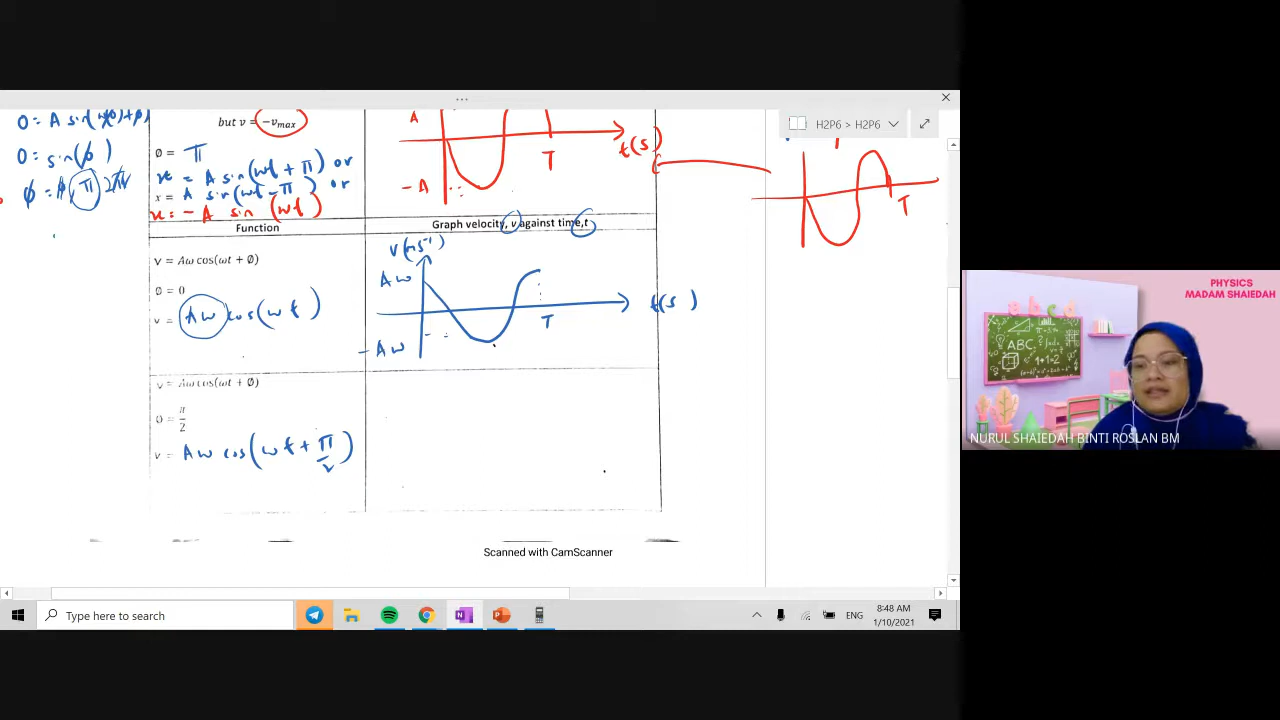 0 = A sin(ω(0)+φ)
0 = sin(φ)
φ = 0, π, 2π
but v = −vmax
Ø = π
x = A sin(ωt + π) or
x = A sin(ωt − π) or
x = − A sin (ωt)
A
− A
T
t(s)
T
H2P6 > H2P6
Function
Graph velocity, v against time,t
v = Aω cos(ωt + Ø)
Ø = 0
v = Aω cos(ωt)
v(ms⁻¹)
Aω
− Aω
T
t(s)
v = Aω cos(ωt + Ø)
Ø = π/2
v = Aω cos(ωt + π/2)
Scanned with CamScanner
PHYSICS
MADAM SHAIEDAH
ABC
NURUL SHAIEDAH BINTI ROSLAN BM
Type here to search
ENG
8:48 AM
1/10/2021